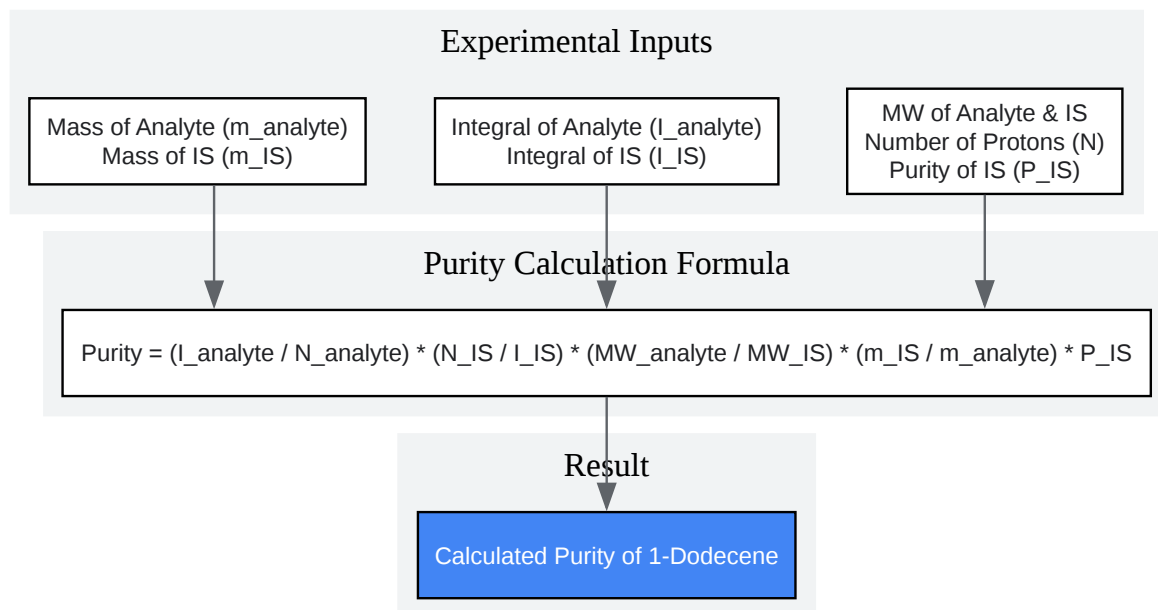 Experimental Inputs
Mass of Analyte (m_analyte)
Mass of IS (m_IS)
Integral of Analyte (I_analyte)
Integral of IS (I_IS)
MW of Analyte & IS
Number of Protons (N)
Purity of IS (P_IS)
Purity Calculation Formula
Purity = (I_analyte / N_analyte) * (N_IS / I_IS) * (MW_analyte / MW_IS) * (m_IS / m_analyte) * P_IS
Result
Calculated Purity of 1-Dodecene